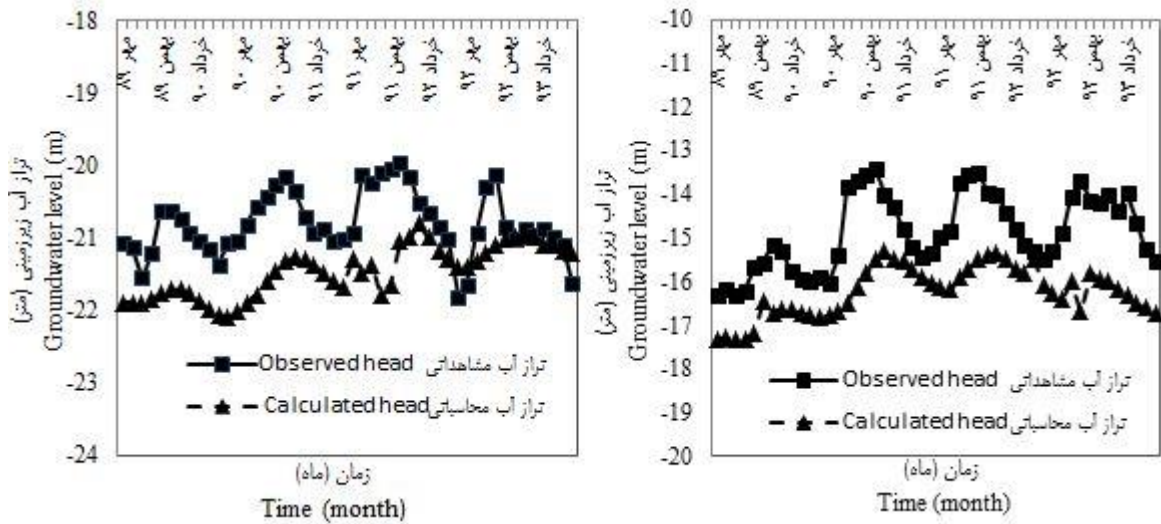 -18
-19
-20
-21
-22
-23
-24
مهر ۸۹
بهمن ۸۹
خرداد ۹۰
مهر ۹۰
بهمن ۹۰
خرداد ۹۱
مهر ۹۱
بهمن ۹۱
خرداد ۹۲
مهر ۹۲
بهمن ۹۲
خرداد ۹۳
تراز آب زیرزمینی (متر)
Groundwater level (m)
Observed head تراز آب مشاهداتی
Calculated head تراز آب محاسباتی
زمان (ماه)
Time (month)
-10
-11
-12
-13
-14
-15
-16
-17
-18
-19
-20
مهر ۸۹
بهمن ۸۹
خرداد ۹۰
مهر ۹۰
بهمن ۹۰
خرداد ۹۱
مهر ۹۱
بهمن ۹۱
خرداد ۹۲
مهر ۹۲
بهمن ۹۲
خرداد ۹۳
تراز آب زیرزمینی (متر)
Groundwater level (m)
Observed head تراز آب مشاهداتی
Calculated head تراز آب محاسباتی
زمان (ماه)
Time (month)